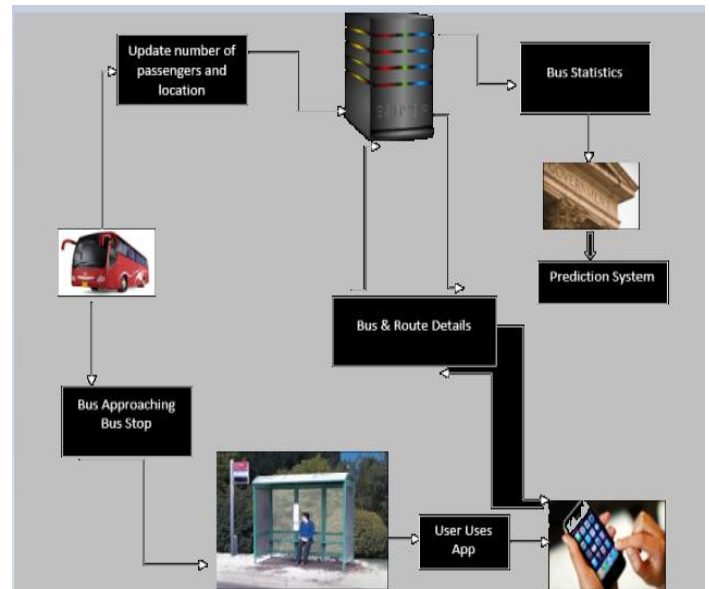 Update number of
passengers and
location
Bus Statistics
GOVERNMENT
Prediction System
Bus & Route Details
Bus Approaching
Bus Stop
User Uses
App